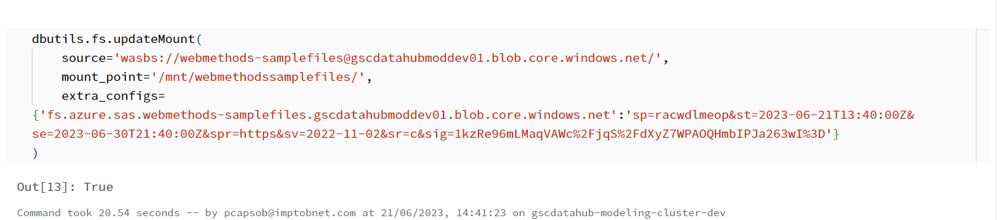 dbutils.fs.updateMount(
source='wasbs://webmethods-samplefiles@gscdatahubmoddev01.blob.core.windows.net/',
mount_point='/mnt/webmethodssamplefiles/',
extra_configs=
{'fs.azure.sas.webmethods-samplefiles.gscdatahubmoddev01.blob.core.windows.net':'sp=racwdlmeop&st=2023-06-21T13:40:00Z&
se=2023-06-30T21:40:00Z&spr=https&sv=2022-11-02&sr=c&sig=1kzRe96mLMaqVAWc%2FjqS%2FdXyZ7WPAOQHmbIPJa263wI%3D'}
)
Out[13]: True
Command took 20.54 seconds -- by pcapsob@imptobnet.com at 21/06/2023, 14:41:23 on gscdatahub-modeling-cluster-dev